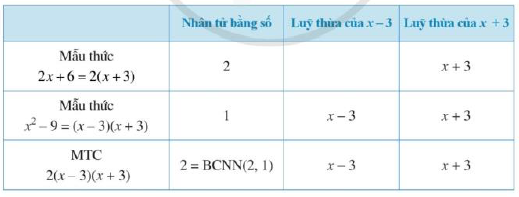 Nhân tử bằng số Luỹ thừa của x – 3 Luỹ thừa của x + 3
Mẫu thức
2x + 6 = 2(x + 3) 2 x + 3
Mẫu thức
x² – 9 = (x – 3)(x + 3) 1 x – 3 x + 3
MTC
2(x – 3)(x + 3) 2 = BCNN(2, 1) x – 3 x + 3